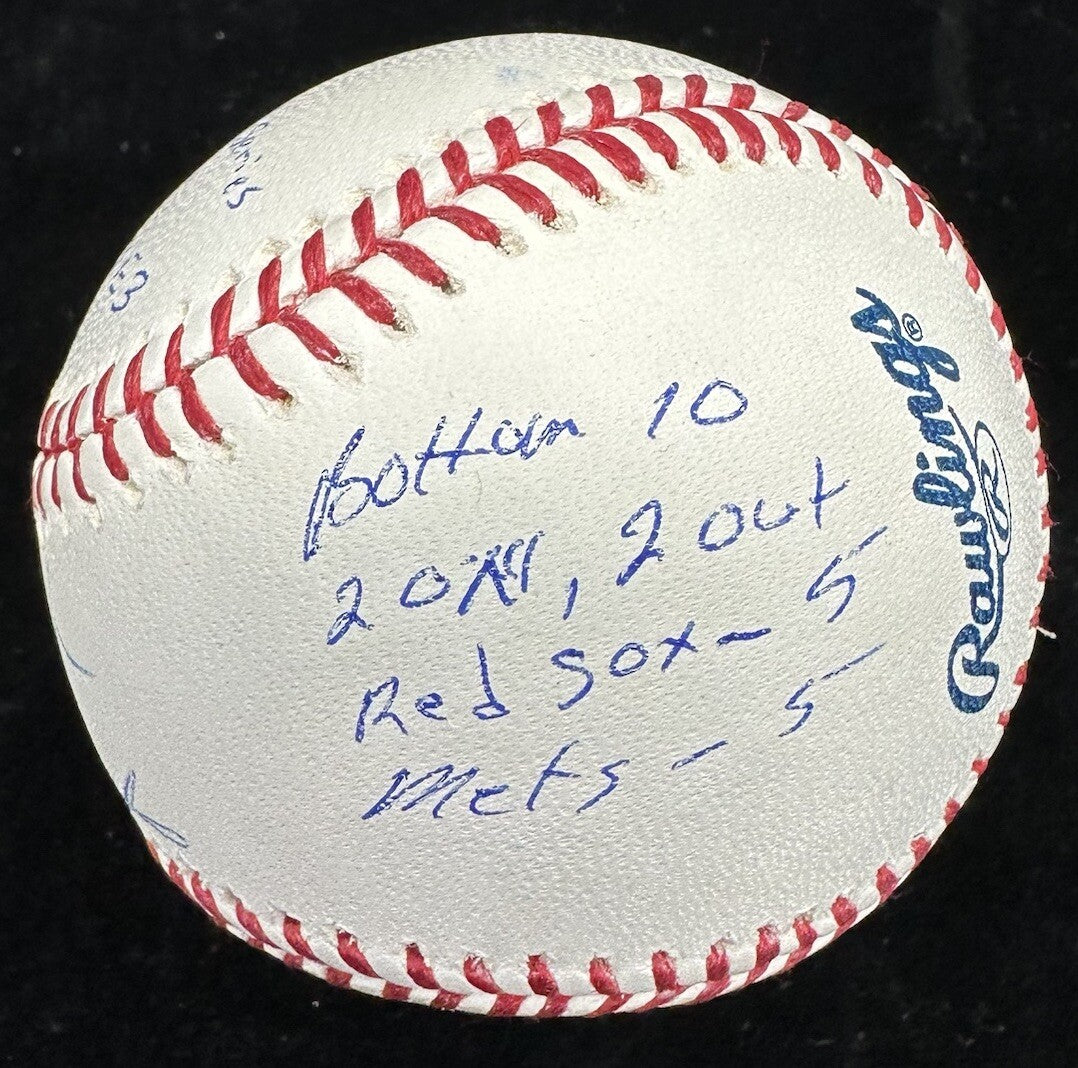 Bottom 10
2 on, 2 out
Red Sox - 5
Mets - 5
Rawlings ®
R